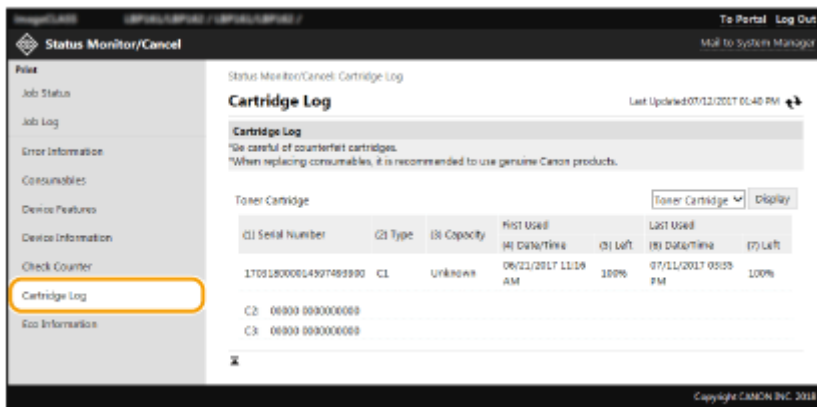 To Portal Log Out
Status Monitor/Cancel
Mail to System Manager
Print
Job Status
Job Log
Error Information
Consumables
Device Features
Device Information
Check Counter
Cartridge Log
Eco Information
Status Monitor/Cancel: Cartridge Log
Cartridge Log
Last Updated:07/12/2017 01:40 PM
Cartridge Log
*Be careful of counterfeit cartridges.
*When replacing consumables, it is recommended to use genuine Canon products.
Toner Cartridge
Toner Cartridge Display
First Used Last Used
(1) Serial Number (2) Type (3) Capacity (4) Date/Time (5) Left (6) Date/Time (7) Left
C1 Unknown 06/21/2017 11:16 AM 100% 07/11/2017 03:35 PM 100%
C2: 00000 0000000000
C3: 00000 0000000000
Copyright CANON INC. 2018